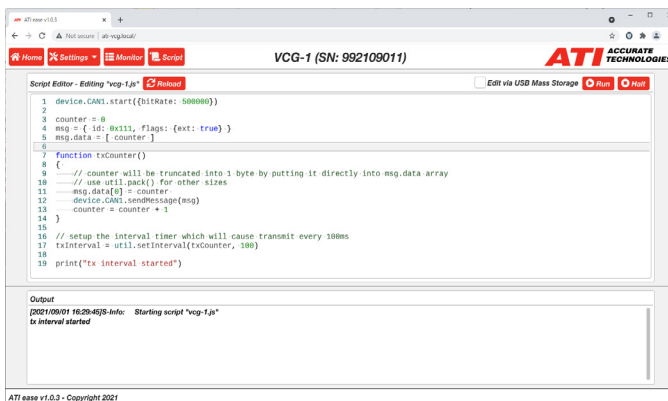 ATI ease v1.0.3
Not secure | ab-vcg.local/
Home Settings Monitor Script
VCG-1 (SN: 992109011)
ATI ACCURATE TECHNOLOGIES
Script Editor - Editing "vcg-1.js" Reload
Edit via USB Mass Storage Run Halt
1 device.CAN1.start({bitRate: 500000})
2
3 counter = 0
4 msg = { id: 0x111, flags: {ext: true} }
5 msg.data = [ counter ]
6
7 function txCounter()
8 {
9 // counter will be truncated into 1 byte by putting it directly into msg.data array
10 // use util.pack() for other sizes
11 msg.data[0] = counter
12 device.CAN1.sendMessage(msg)
13 counter = counter + 1
14 }
15
16 // setup the interval timer which will cause transmit every 100ms
17 txInterval = util.setInterval(txCounter, 100)
18
19 print("tx interval started")
Output
[2021/09/01 16:29:45]S-Info: Starting script "vcg-1.js"
tx interval started
ATI ease v1.0.3 - Copyright 2021